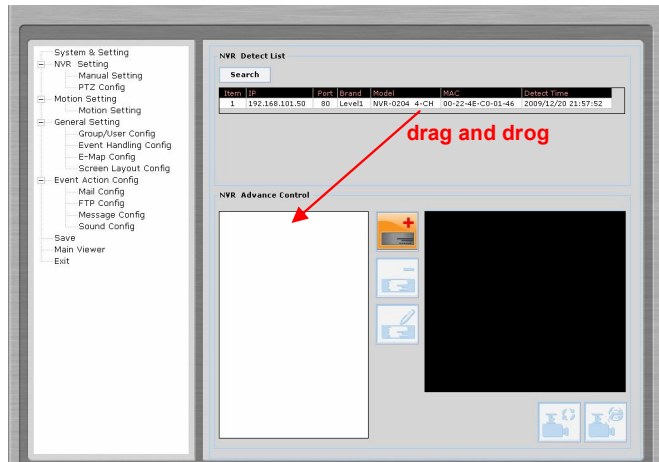 System & Setting
NVR Setting
Manual Setting
PTZ Config
Motion Setting
Motion Setting
General Setting
Group/User Config
Event Handling Config
E-Map Config
Screen Layout Config
Event Action Config
Mail Config
FTP Config
Message Config
Sound Config
Save
Main Viewer
Exit
NVR Detect List
Search
Item IP Port Brand Model MAC Detect Time
1 192.168.101.50 80 Level1 NVR-0204 4-CH 00-22-4E-C0-01-46 2009/12/20 21:57:52
drag and drog
NVR Advance Control